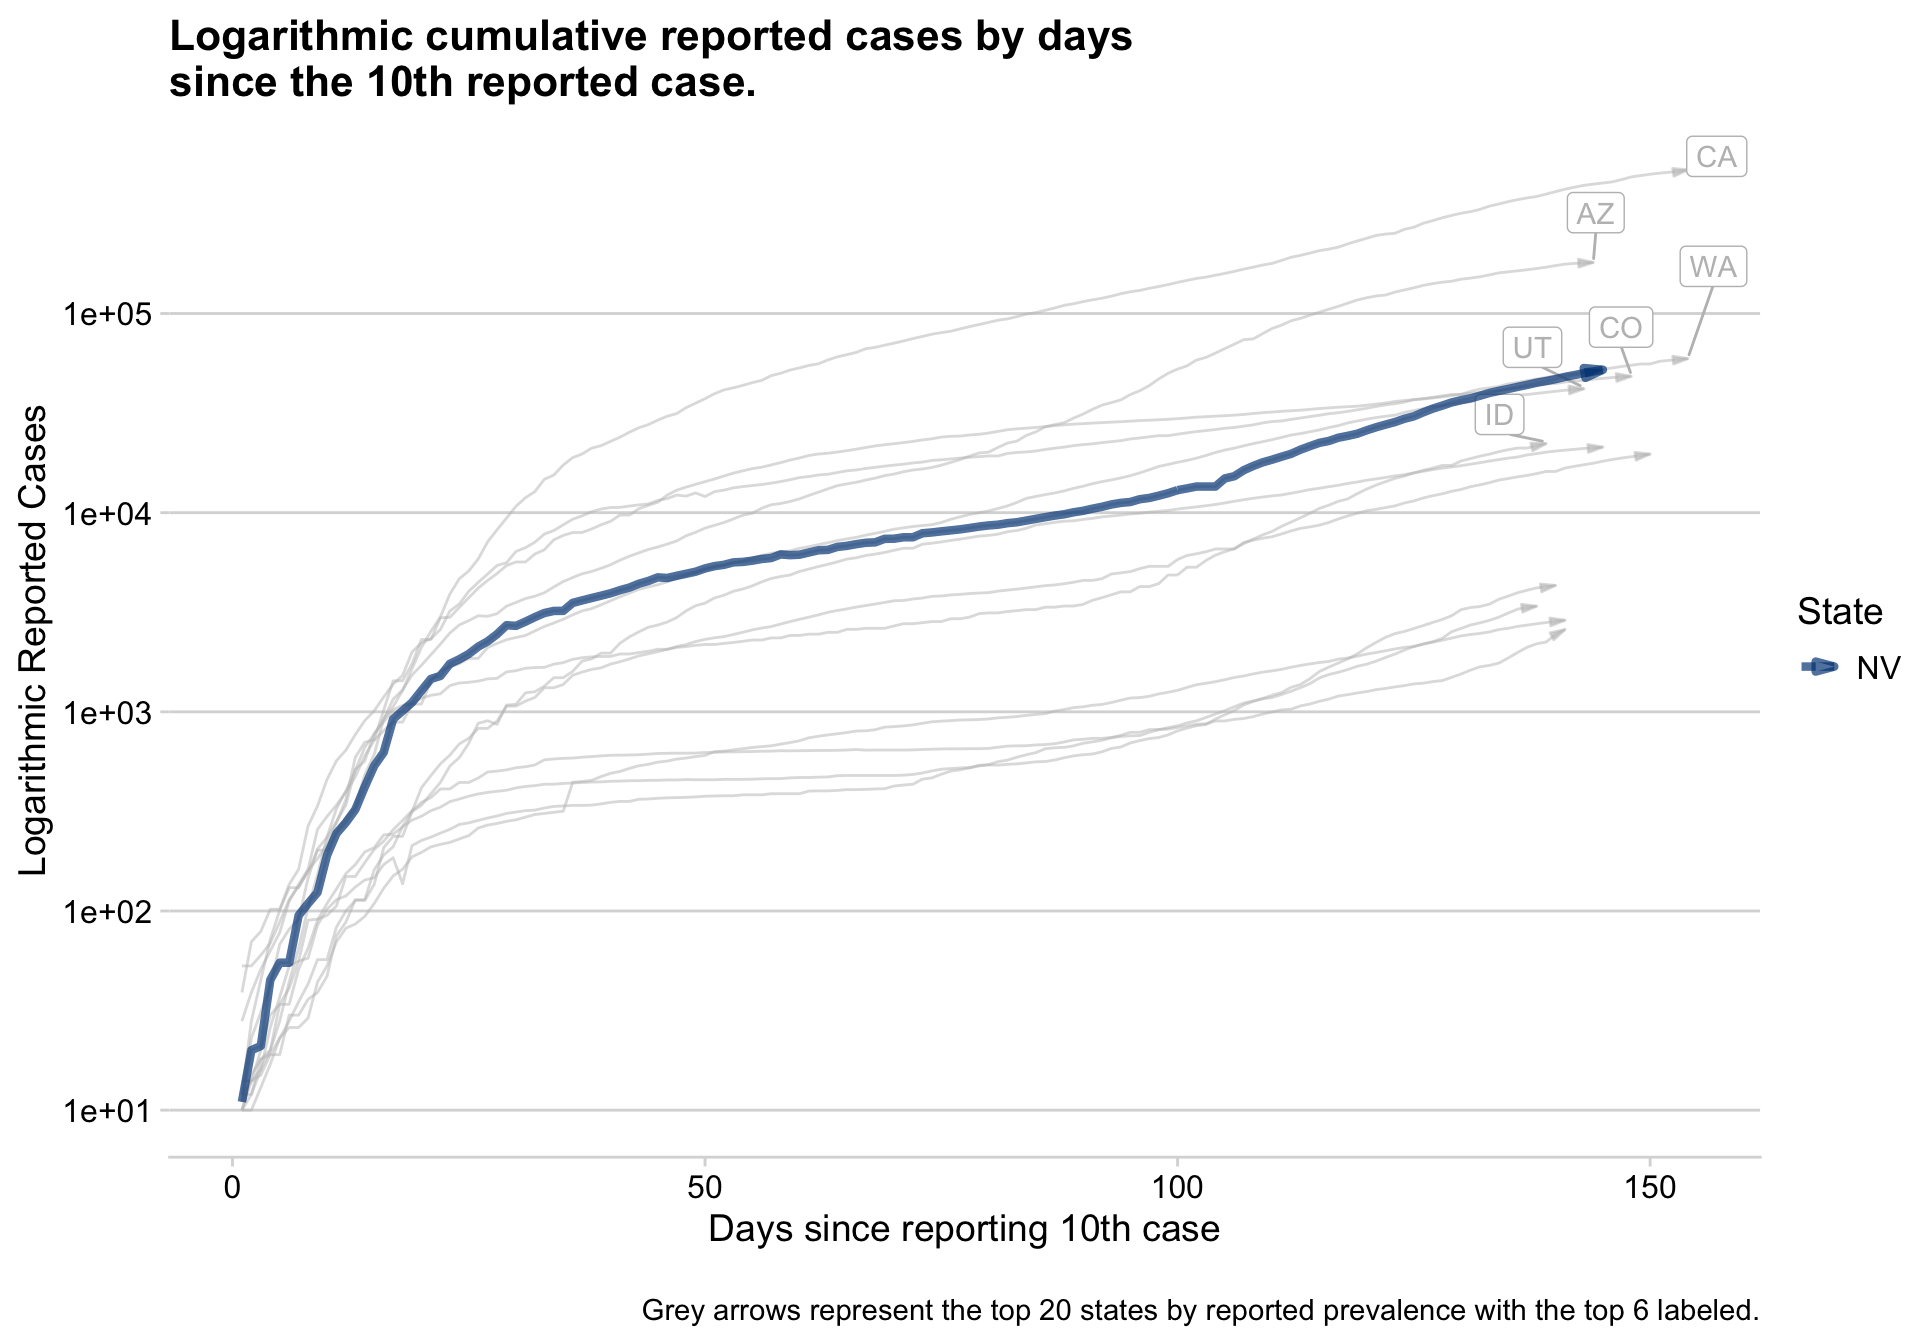 Logarithmic cumulative reported cases by days
since the 10th reported case.
CA
AZ
WA
CO
UT
ID
1e+05
1e+04
1e+03
1e+02
1e+01
Logarithmic Reported Cases
0 50 100 150
Days since reporting 10th case
State
NV
Grey arrows represent the top 20 states by reported prevalence with the top 6 labeled.